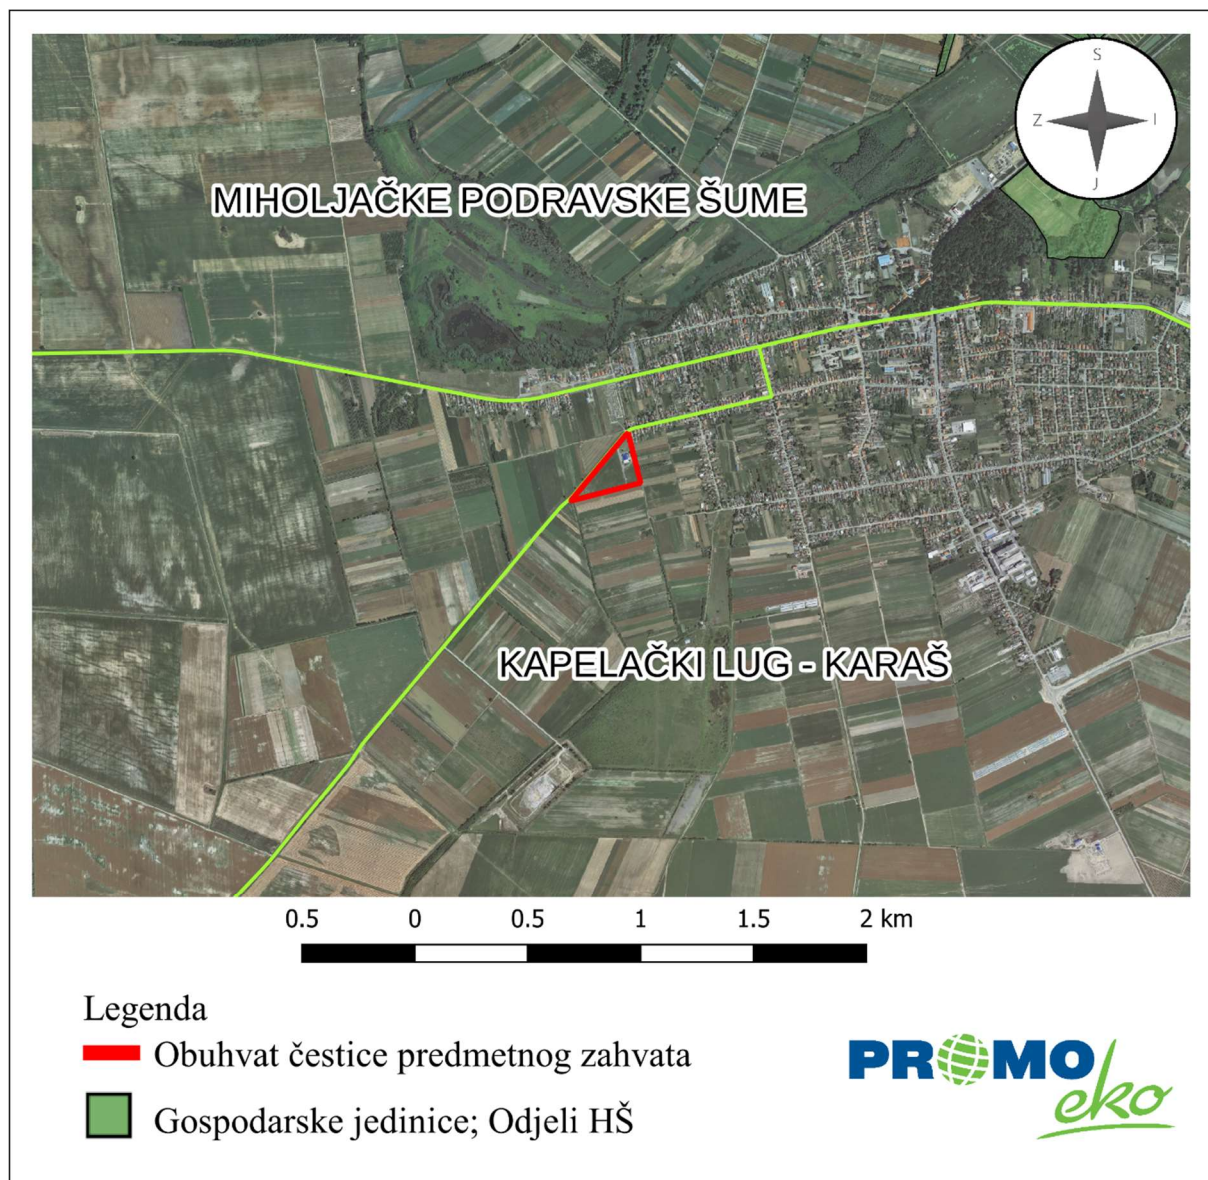 S
Z I
J
MIHOLJAČKE PODRAVSKE ŠUME
KAPELAČKI LUG - KARAŠ
0.5 0 0.5 1 1.5 2 km
Legenda
Obuhvat čestice predmetnog zahvata
Gospodarske jedinice; Odjeli HŠ
PROMO
eko